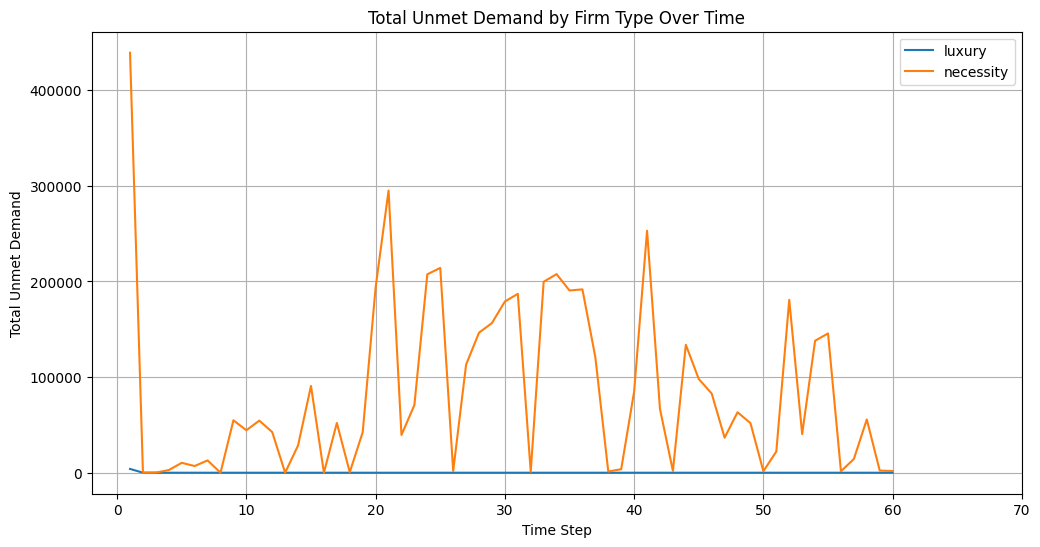 Total Unmet Demand by Firm Type Over Time
luxury
necessity
Total Unmet Demand
400000
300000
200000
100000
0
0 10 20 30 40 50 60 70
Time Step